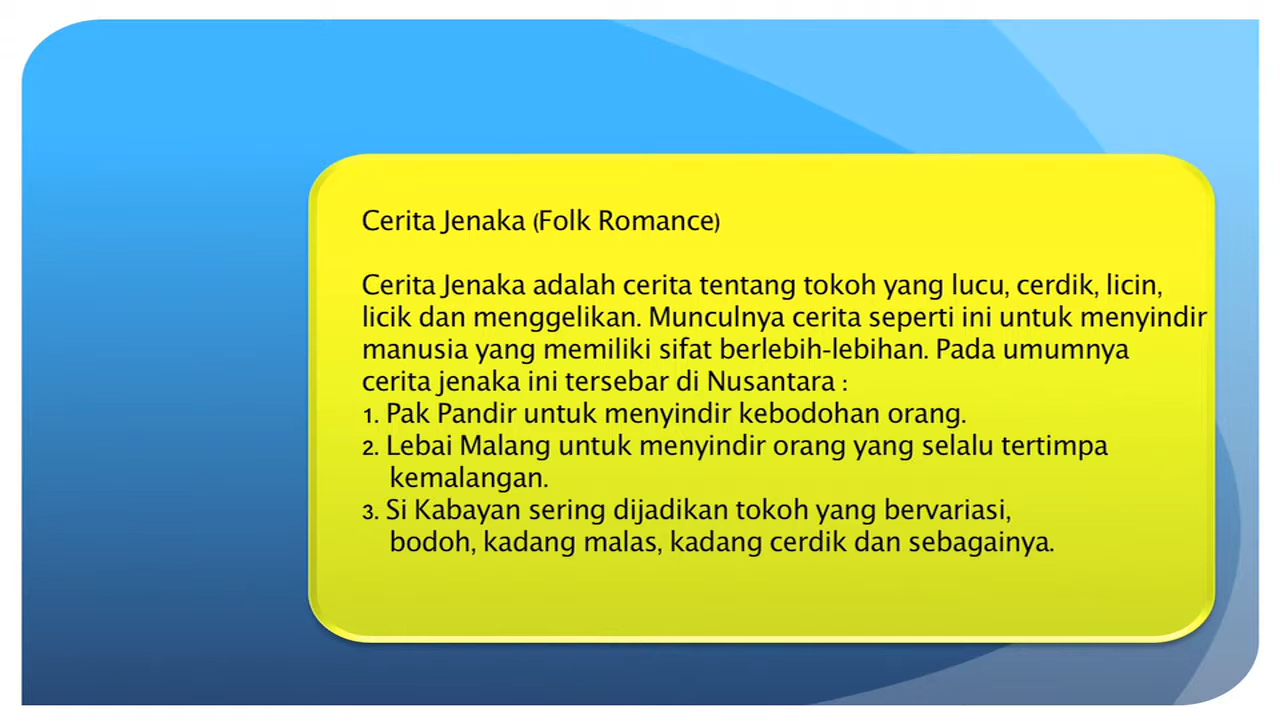 Cerita Jenaka (Folk Romance)
Cerita Jenaka adalah cerita tentang tokoh yang lucu, cerdik, licin,
licik dan menggelikan. Munculnya cerita seperti ini untuk menyindir
manusia yang memiliki sifat berlebih-lebihan. Pada umumnya
cerita jenaka ini tersebar di Nusantara :
1. Pak Pandir untuk menyindir kebodohan orang.
2. Lebai Malang untuk menyindir orang yang selalu tertimpa
kemalangan.
3. Si Kabayan sering dijadikan tokoh yang bervariasi,
bodoh, kadang malas, kadang cerdik dan sebagainya.